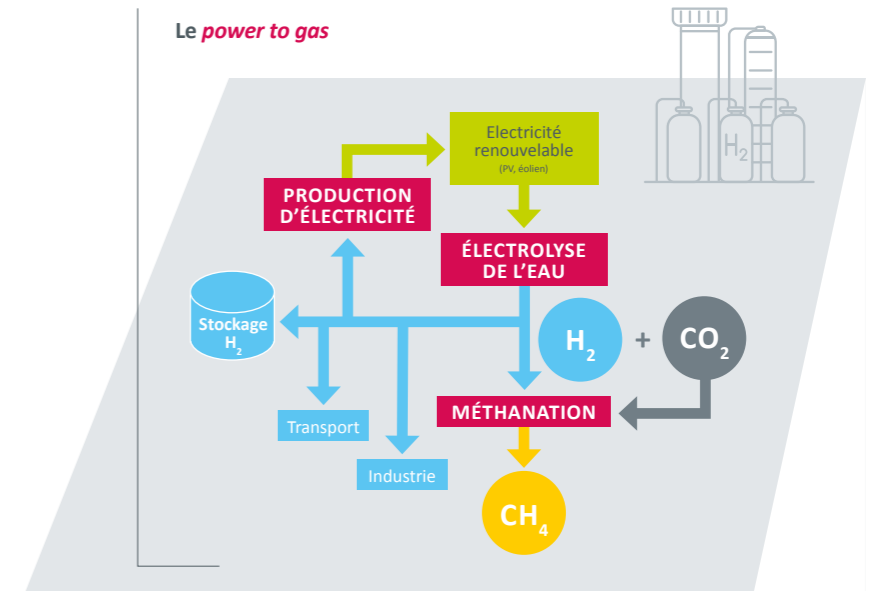 Le power to gas
H2
Electricité
renouvelable
(PV, éolien)
PRODUCTION
D'ÉLECTRICITÉ
ÉLECTROLYSE
DE L'EAU
Stockage
H2
H2 + CO2
MÉTHANATION
Transport
Industrie
CH4